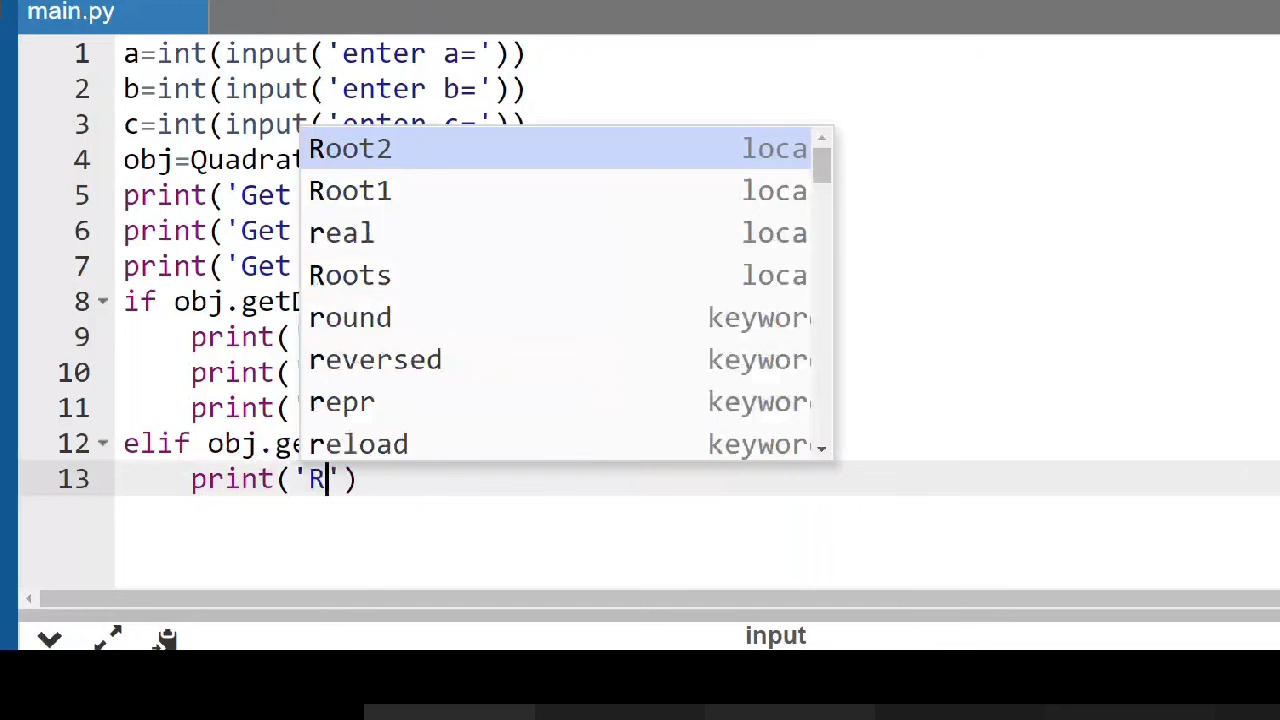 main.py
1 a=int(input('enter a='))
2 b=int(input('enter b='))
3 c=int(input('enter c='))
4 obj=Quadrat
5 print('Get
6 print('Get
7 print('Get
8 if obj.get
9 print(
10 print('
11 print('
12 elif obj.ge
13 print('R')
Root2 loca
Root1 loca
real loca
Roots loca
round keywor
reversed keywor
repr keywor
reload keywor
input